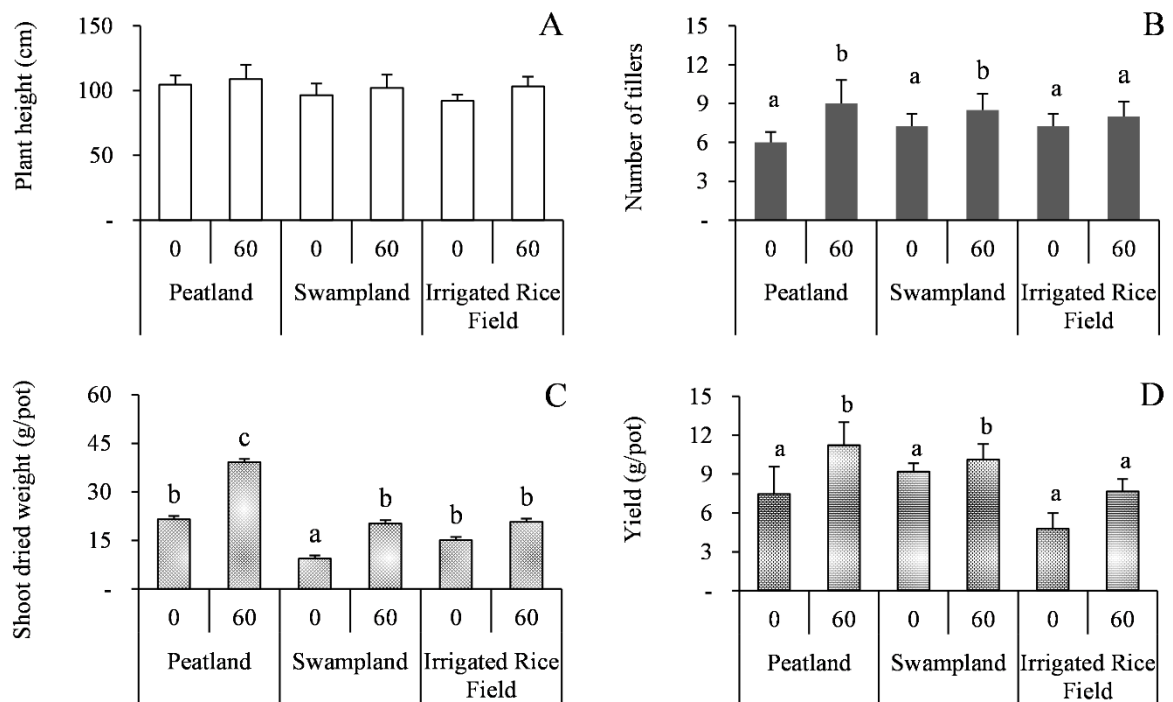 A
Plant height (cm)
150
100
50
-
0 60 0 60 0 60
Peatland Swampland Irrigated Rice
Field
B
Number of tillers
15
12
9
6
3
-
a b a b a a
0 60 0 60 0 60
Peatland Swampland Irrigated Rice
Field
C
Shoot dried weight (g/pot)
60
45
30
15
-
b c a b b b
0 60 0 60 0 60
Peatland Swampland Irrigated Rice
Field
D
Yield (g/pot)
15
12
9
6
3
-
a b a b a a
0 60 0 60 0 60
Peatland Swampland Irrigated Rice
Field